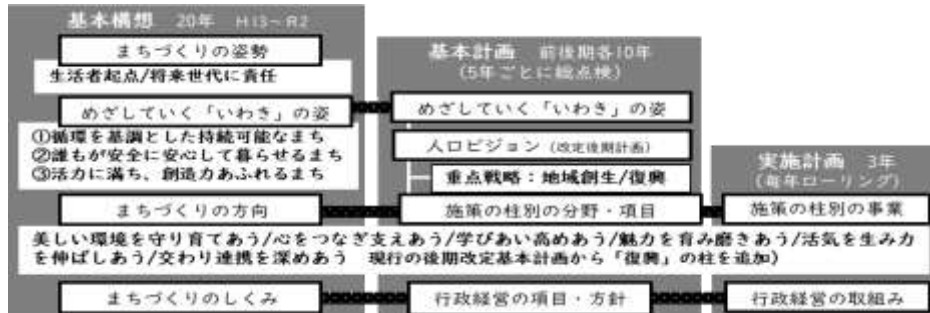 基本構想 20年 H13~R2
まちづくりの姿勢
生活者起点/将来世代に責任
めざしていく「いわき」の姿
①循環を基調とした持続可能なまち
②誰もが安全に安心して暮らせるまち
③活力に満ち、創造力あふれるまち
まちづくりの方向
基本計画 前後期各10年
(5年ごとに総点検)
めざしていく「いわき」の姿
人口ビジョン(改定後期計画)
重点戦略:地域創生/復興
施策の柱別の分野・項目
実施計画 3年
(毎年ローリング)
施策の柱別の事業
美しい環境を守り育てあう/心をつなぎ支えあう/学びあい高めあう/魅力を育み磨きあう/活気を生み力
を伸ばしあう/交わり連携を深めあう 現行の後期改定基本計画から「復興」の柱を追加)
まちづくりのしくみ
行政経営の項目・方針
行政経営の取組み